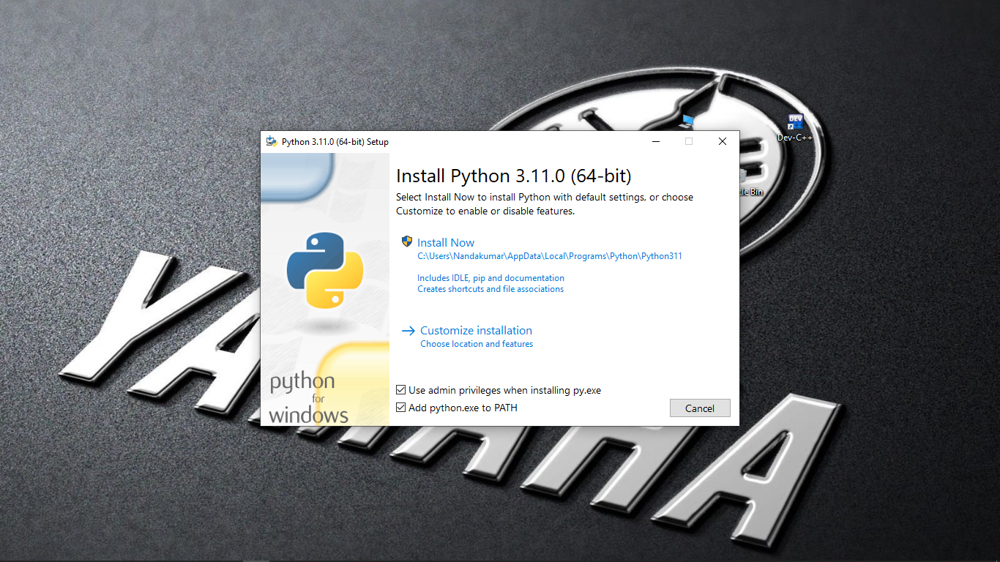 Python 3.11.0 (64-bit) Setup
Install Python 3.11.0 (64-bit)
Select Install Now to install Python with default settings, or choose
Customize to enable or disable features.
Install Now
C:\Users\Nandakumar\AppData\Local\Programs\Python\Python311
Includes IDLE, pip and documentation
Creates shortcuts and file associations
Customize installation
Choose location and features
Use admin privileges when installing py.exe
Add python.exe to PATH
Cancel
python
for
windows
DEV
Dev-C++
Bin
YAMAHA